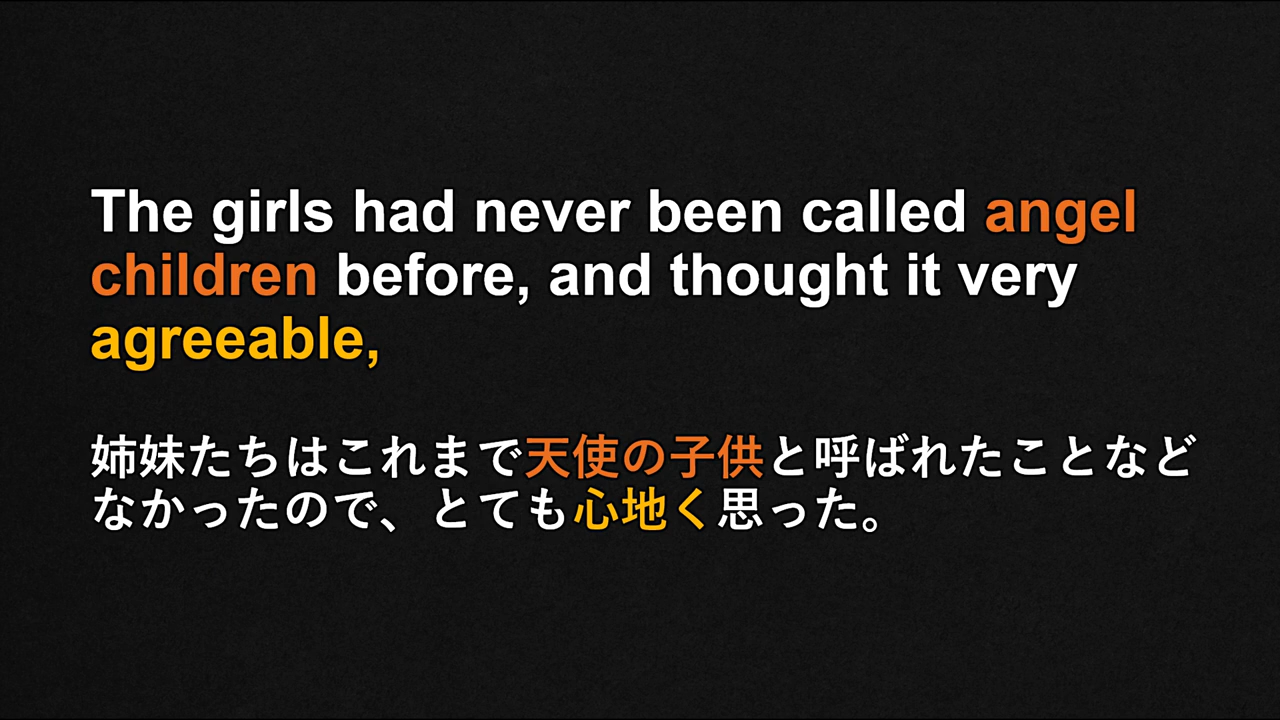 The girls had never been called angel
children before, and thought it very
agreeable,
姉妹たちはこれまで天使の子供と呼ばれたことなど
なかったので、とても心地く思った。